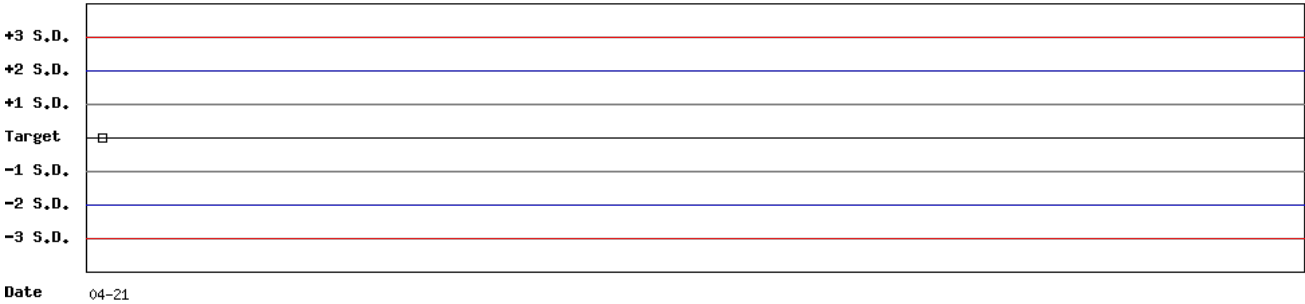 +3 S.D.
+2 S.D.
+1 S.D.
Target
-1 S.D.
-2 S.D.
-3 S.D.
Date 04-21